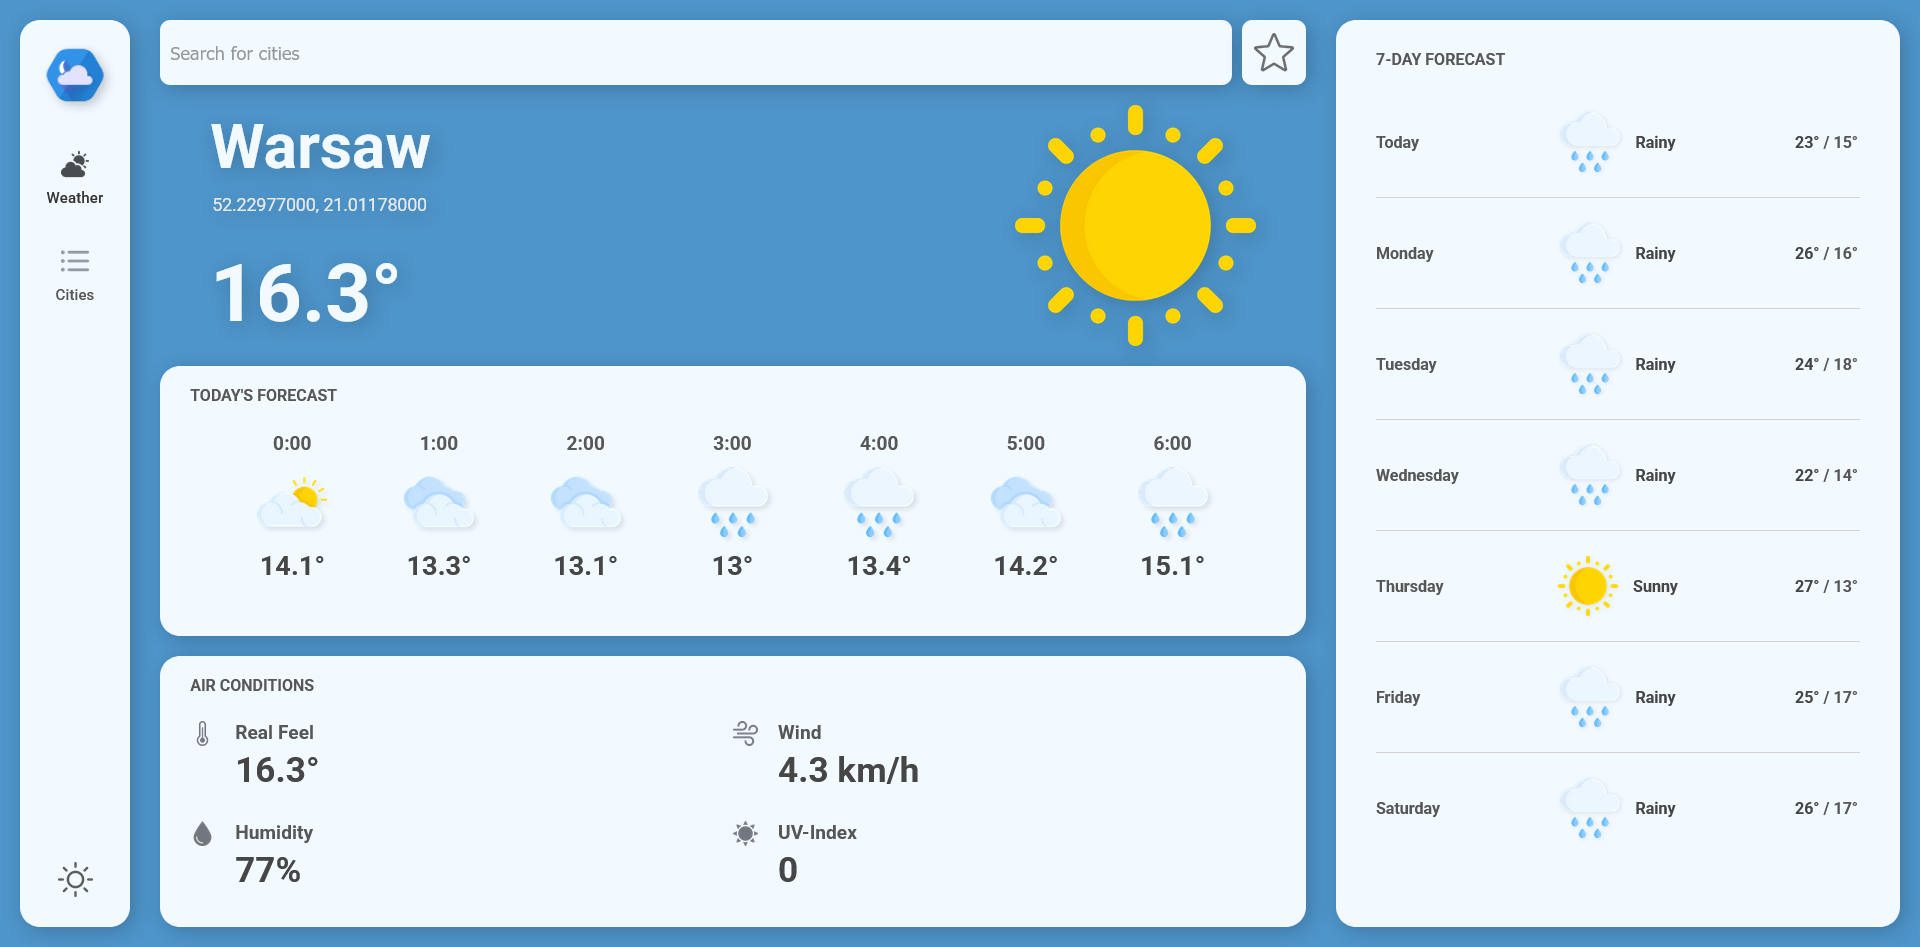 Weather
Cities
Search for cities
Warsaw
52.22977000, 21.01178000
16.3°
TODAY'S FORECAST
0:00 1:00 2:00 3:00 4:00 5:00 6:00
14.1° 13.3° 13.1° 13° 13.4° 14.2° 15.1°
AIR CONDITIONS
Real Feel
16.3°
Wind
4.3 km/h
Humidity
77%
UV-Index
0
7-DAY FORECAST
Today Rainy 23° / 15°
Monday Rainy 26° / 16°
Tuesday Rainy 24° / 18°
Wednesday Rainy 22° / 14°
Thursday Sunny 27° / 13°
Friday Rainy 25° / 17°
Saturday Rainy 26° / 17°